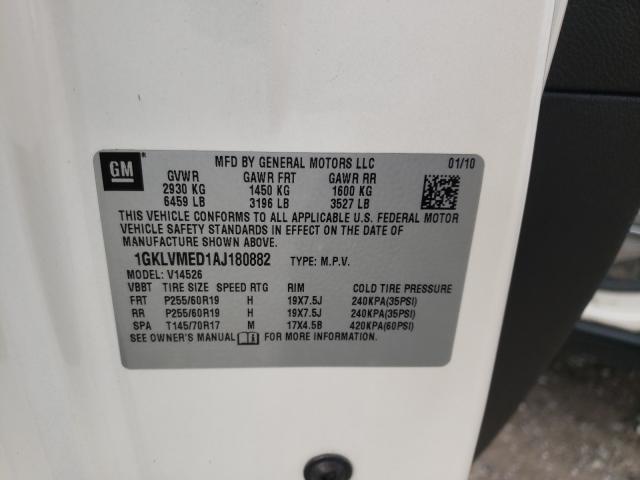 GM
MFD BY GENERAL MOTORS LLC 01/10
GVWR GAWR FRT GAWR RR
2930 KG 1450 KG 1600 KG
6459 LB 3196 LB 3527 LB
THIS VEHICLE CONFORMS TO ALL APPLICABLE U.S. FEDERAL MOTOR
VEHICLE SAFETY STANDARDS IN EFFECT ON THE DATE OF
MANUFACTURE SHOWN ABOVE.
1GKLVMED1AJ180882 TYPE: M.P.V.
MODEL: V14526
VBBT TIRE SIZE SPEED RTG RIM COLD TIRE PRESSURE
FRT P255/60R19 H 19X7.5J 240KPA(35PSI)
RR P255/60R19 H 19X7.5J 240KPA(35PSI)
SPA T145/70R17 M 17X4.5B 420KPA(60PSI)
SEE OWNER'S MANUAL FOR MORE INFORMATION.